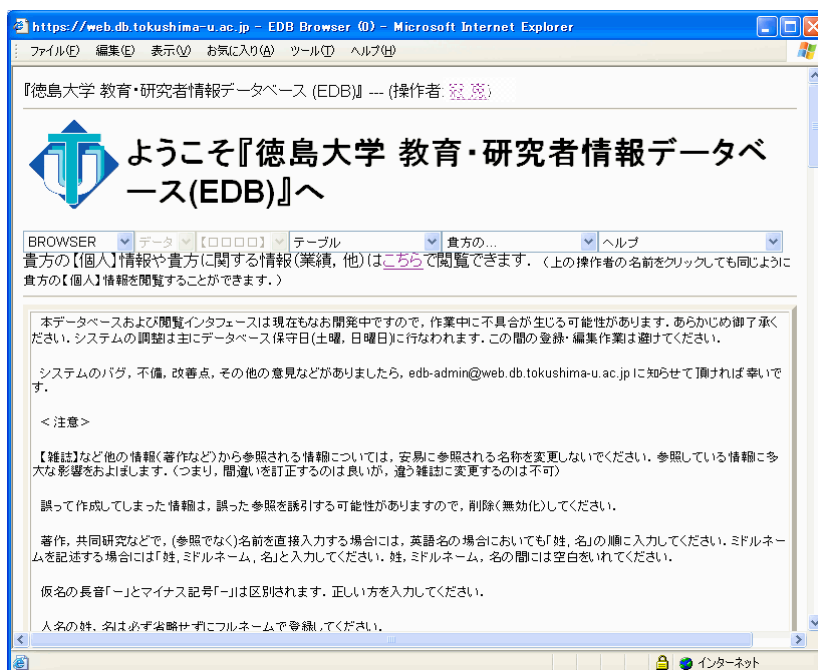 https://web.db.tokushima-u.ac.jp - EDB Browser (0) - Microsoft Internet Explorer
ファイル(F) 編集(E) 表示(V) お気に入り(A) ツール(T) ヘルプ(H)
『徳島大学 教育・研究者情報データベース (EDB)』 --- (操作者:
ようこそ『徳島大学 教育・研究者情報データベ
ース(EDB)』へ
BROWSER データ 【□□□□】 テーブル 貴方の... ヘルプ
貴方の【個人】情報や貴方に関する情報(業績, 他)はこちらで閲覧できます. (上の操作者の名前をクリックしても同じように
貴方の【個人】情報を閲覧することができます.)
本データベースおよび閲覧インタフェースは現在もなお開発中ですので, 作業中に不具合が生じる可能性があります. あらかじめ御了承く
ださい. システムの調整は主にデータベース保守日(土曜, 日曜日)に行なわれます. この間の登録・編集作業は避けてください.
システムのバグ, 不備, 改善点, その他の意見などがありましたら, edb-admin@web.db.tokushima-u.ac.jp に知らせて頂ければ幸いで
す.
<注意>
【雑誌】など他の情報(著作など)から参照される情報については, 安易に参照される名称を変更しないでください. 参照している情報に多
大な影響をおよぼします. (つまり, 間違いを訂正するのは良いが, 違う雑誌に変更するのは不可)
誤って作成してしまった情報は, 誤った参照を誘引する可能性がありますので, 削除(無効化)してください.
著作, 共同研究などで, (参照でなく)名前を直接入力する場合には, 英語名の場合においても「姓, 名」の順に入力してください. ミドルネー
ムを記述する場合には「姓, ミドルネーム, 名」と入力してください. 姓, ミドルネーム, 名の間には空白をいれてください.
仮名の長音「ー」とマイナス記号「−」は区別されます. 正しい方を入力してください.
人名の姓, 名は必ず省略せずにフルネームで登録してください.
インターネット